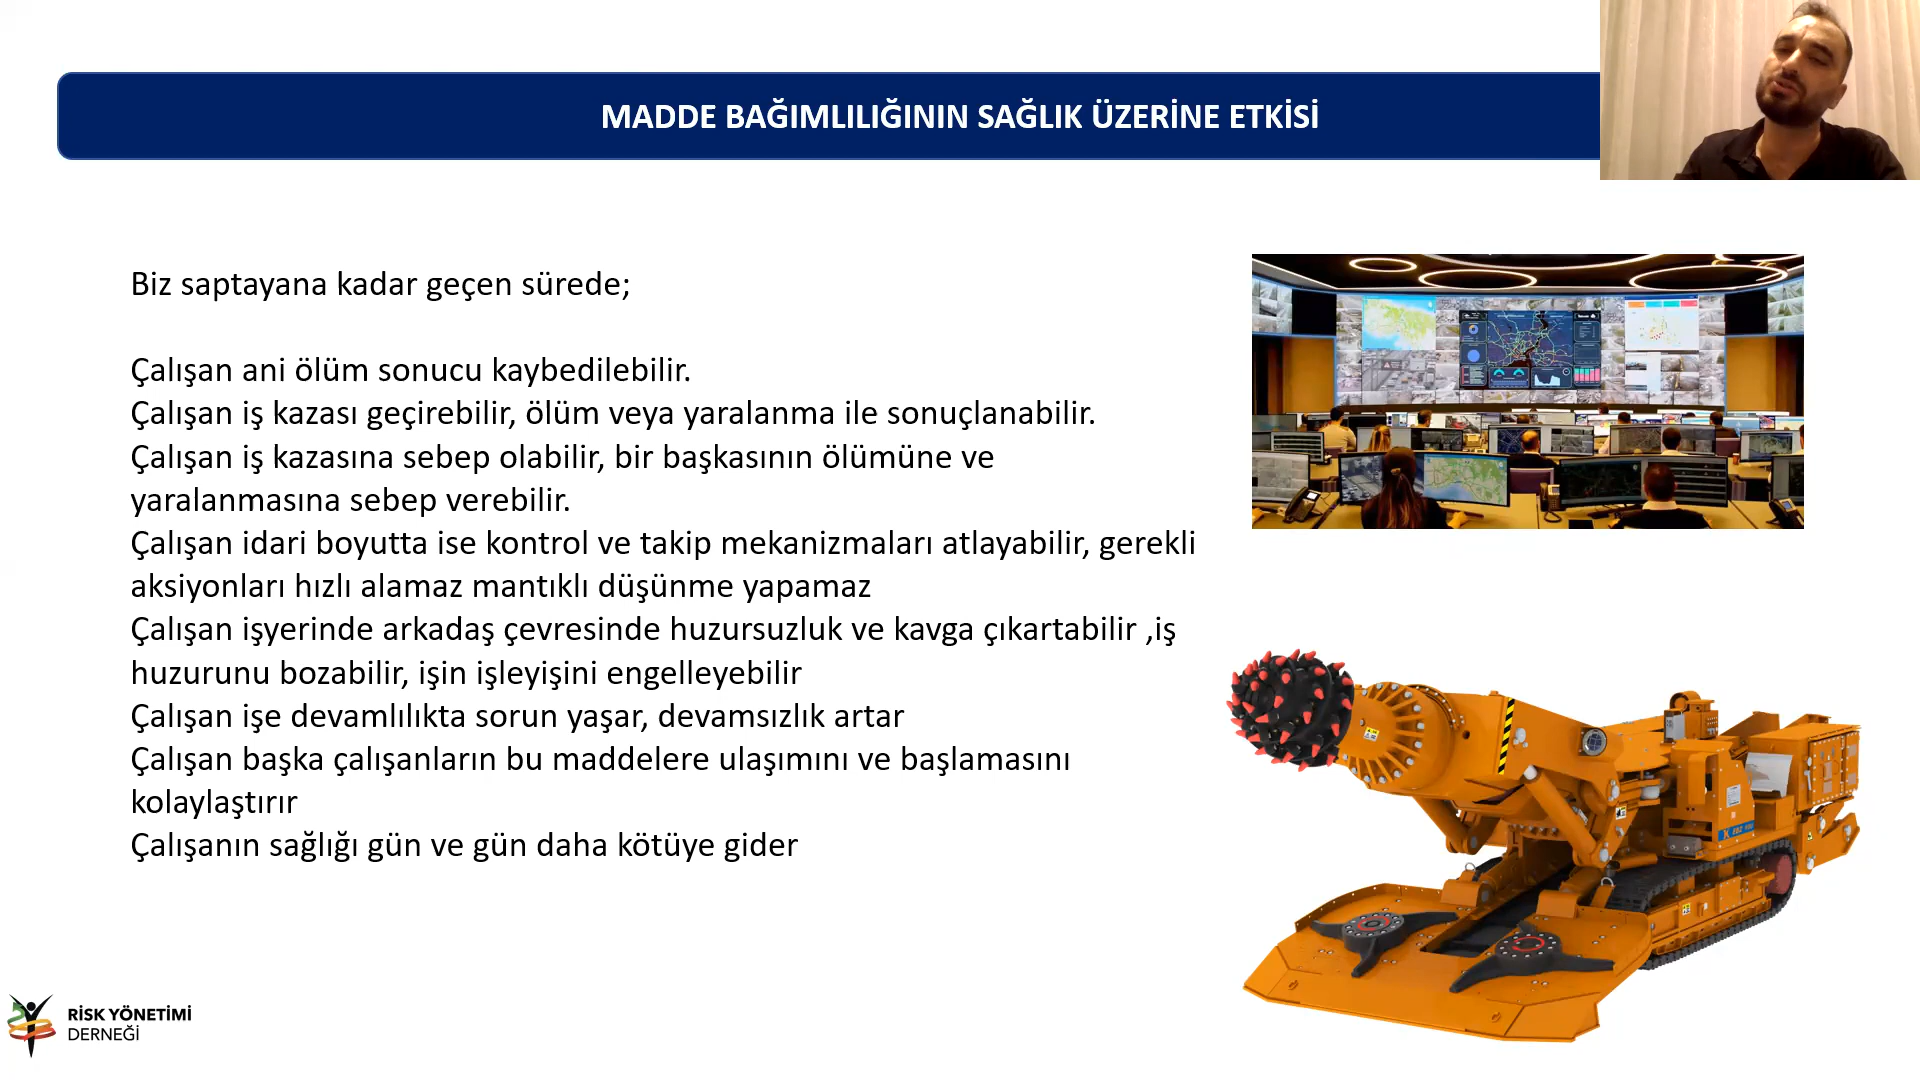 MADDE BAĞIMLILIĞININ SAĞLIK ÜZERİNE ETKİSİ
Biz saptayana kadar geçen sürede;
Çalışan ani ölüm sonucu kaybedilebilir.
Çalışan iş kazası geçirebilir, ölüm veya yaralanma ile sonuçlanabilir.
Çalışan iş kazasına sebep olabilir, bir başkasının ölümüne ve
yaralanmasına sebep verebilir.
Çalışan idari boyutta ise kontrol ve takip mekanizmaları atlayabilir, gerekli
aksiyonları hızlı alamaz mantıklı düşünme yapamaz
Çalışan işyerinde arkadaş çevresinde huzursuzluk ve kavga çıkartabilir ,iş
huzurunu bozabilir, işin işleyişini engelleyebilir
Çalışan işe devamlılıkta sorun yaşar, devamsızlık artar
Çalışan başka çalışanların bu maddelere ulaşımını ve başlamasını
kolaylaştırır
Çalışanın sağlığı gün ve gün daha kötüye gider
RİSK YÖNETİMİ
DERNEĞİ